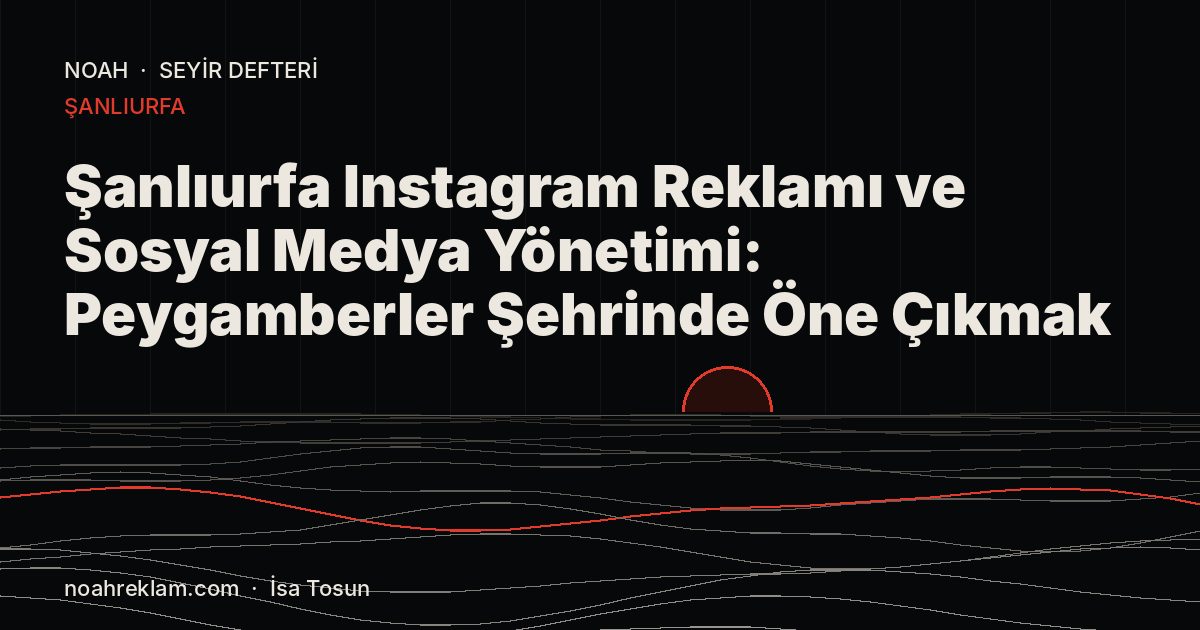 NOAH · SEYİR DEFTERİ
ŞANLIURFA
Şanlıurfa Instagram Reklamı ve
Sosyal Medya Yönetimi:
Peygamberler Şehrinde Öne Çıkmak
noahreklam.com · İsa Tosun